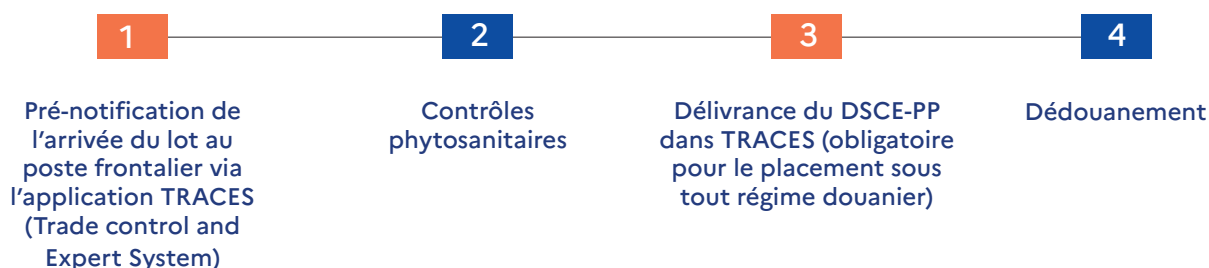 1
Pré-notification de
l'arrivée du lot au
poste frontalier via
l'application TRACES
(Trade control and
Expert System)
2
Contrôles
phytosanitaires
3
Délivrance du DSCE-PP
dans TRACES (obligatoire
pour le placement sous
tout régime douanier)
4
Dédouanement